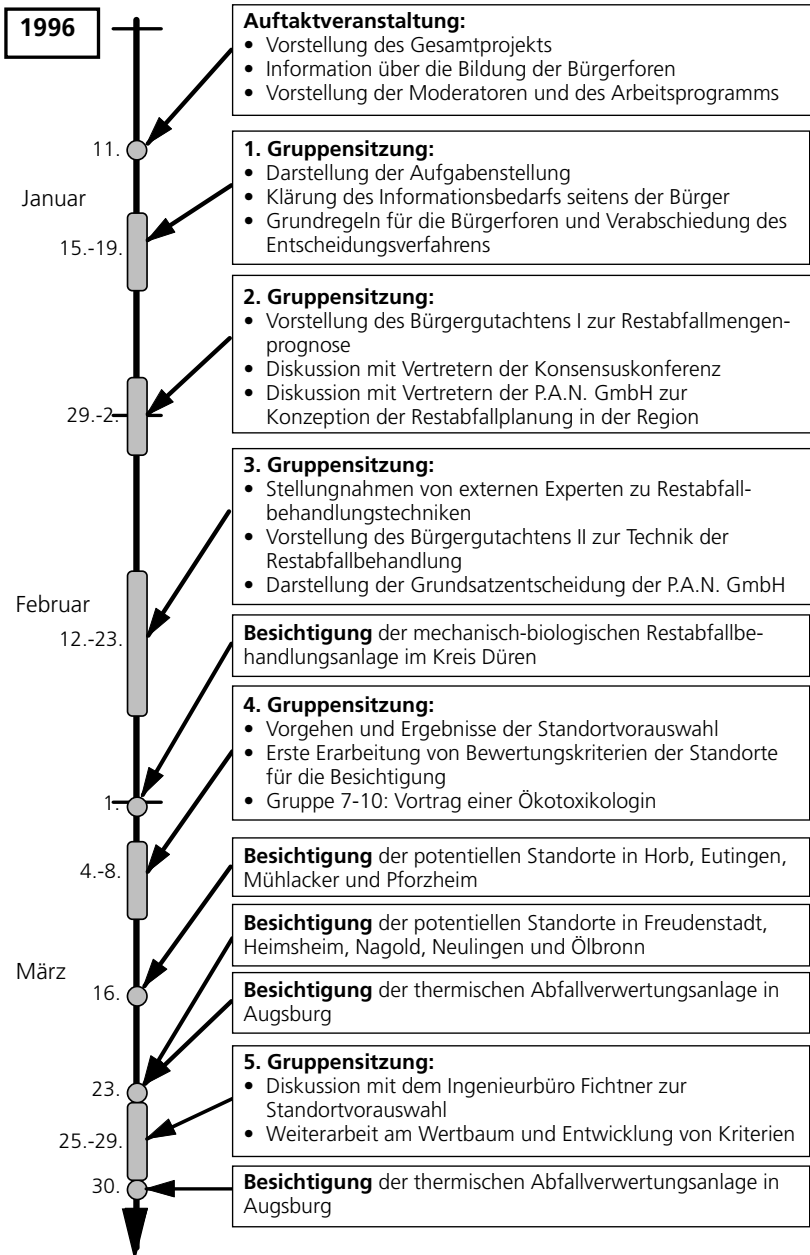 1996
Auftaktveranstaltung:
• Vorstellung des Gesamtprojekts
• Information über die Bildung der Bürgerforen
• Vorstellung der Moderatoren und des Arbeitsprogramms
11.
Januar
1. Gruppensitzung:
• Darstellung der Aufgabenstellung
• Klärung des Informationsbedarfs seitens der Bürger
• Grundregeln für die Bürgerforen und Verabschiedung des
Entscheidungsverfahrens
15.-19.
2. Gruppensitzung:
• Vorstellung des Bürgergutachtens I zur Restabfallmengen-
prognose
• Diskussion mit Vertretern der Konsensuskonferenz
• Diskussion mit Vertretern der P.A.N. GmbH zur
Konzeption der Restabfallplanung in der Region
29.-2.
3. Gruppensitzung:
• Stellungnahmen von externen Experten zu Restabfall-
behandlungstechniken
• Vorstellung des Bürgergutachtens II zur Technik der
Restabfallbehandlung
• Darstellung der Grundsatzentscheidung der P.A.N. GmbH
Februar
12.-23.
Besichtigung der mechanisch-biologischen Restabfallbe-
handlungsanlage im Kreis Düren
4. Gruppensitzung:
• Vorgehen und Ergebnisse der Standortvorauswahl
• Erste Erarbeitung von Bewertungskriterien der Standorte
für die Besichtigung
• Gruppe 7-10: Vortrag einer Ökotoxikologin
1.
4.-8.
Besichtigung der potentiellen Standorte in Horb, Eutingen,
Mühlacker und Pforzheim
Besichtigung der potentiellen Standorte in Freudenstadt,
Heimsheim, Nagold, Neulingen und Ölbronn
März
16.
Besichtigung der thermischen Abfallverwertungsanlage in
Augsburg
23.
5. Gruppensitzung:
• Diskussion mit dem Ingenieurbüro Fichtner zur
Standortvorauswahl
• Weiterarbeit am Wertbaum und Entwicklung von Kriterien
25.-29.
30.
Besichtigung der thermischen Abfallverwertungsanlage in
Augsburg